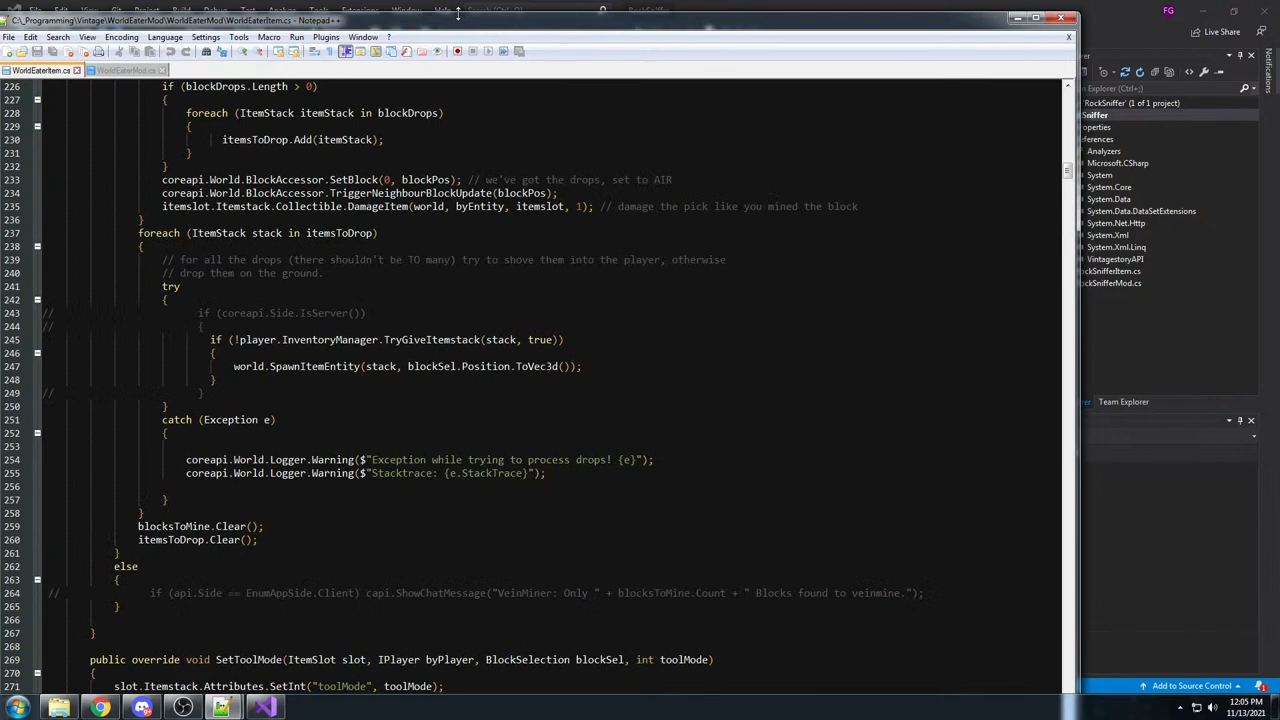 Extensions Window Help
FG
C:\_Programming\Vintage\WorldEaterMod\WorldEaterMod\WorldEaterItem.cs - Notepad++
Live Share
File Edit Search View Encoding Language Settings Tools Macro Run Plugins Window ? X
Notifications
WorldEaterItem.cs WorldEaterMod.cs
226 if (blockDrops.Length > 0)
227 {
228 foreach (ItemStack itemStack in blockDrops)
229 {
230 itemsToDrop.Add(itemStack);
231 }
232 }
233 coreapi.World.BlockAccessor.SetBlock(0, blockPos); // we've got the drops, set to AIR
234 coreapi.World.BlockAccessor.TriggerNeighbourBlockUpdate(blockPos);
235 itemslot.Itemstack.Collectible.DamageItem(world, byEntity, itemslot, 1); // damage the pick like you mined the block
236 }
237 foreach (ItemStack stack in itemsToDrop)
238 {
239 // for all the drops (there shouldn't be TO many) try to shove them into the player, otherwise
240 // drop them on the ground.
241 try
242 {
243 // if (coreapi.Side.IsServer())
244 // {
245 if (!player.InventoryManager.TryGiveItemstack(stack, true))
246 {
247 world.SpawnItemEntity(stack, blockSel.Position.ToVec3d());
248 }
249 // }
250 }
251 catch (Exception e)
252 {
253
254 coreapi.World.Logger.Warning($"Exception while trying to process drops! {e}");
255 coreapi.World.Logger.Warning($"Stacktrace: {e.StackTrace}");
256
257 }
258 }
259 blocksToMine.Clear();
260 itemsToDrop.Clear();
261 }
262 else
263 {
264 // if (api.Side == EnumAppSide.Client) capi.ShowChatMessage("VeinMiner: Only " + blocksToMine.Count + " Blocks found to veinmine.");
265 }
266
267 }
268
269 public override void SetToolMode(ItemSlot slot, IPlayer byPlayer, BlockSelection blockSel, int toolMode)
270 {
271 slot.Itemstack.Attributes.SetInt("toolMode", toolMode);
Explorer (Ctrl+;)
'RockSniffer' (1 of 1 project)
Sniffer
operties
ferences
Analyzers
Microsoft.CSharp
System
System.Core
System.Data
System.Data.DataSetExtensions
System.Net.Http
System.Xml
System.Xml.Linq
VintagestoryAPI
ockSnifferItem.cs
ockSnifferMod.cs
Team Explorer
Add to Source Control
1
12:05 PM
11/13/2021